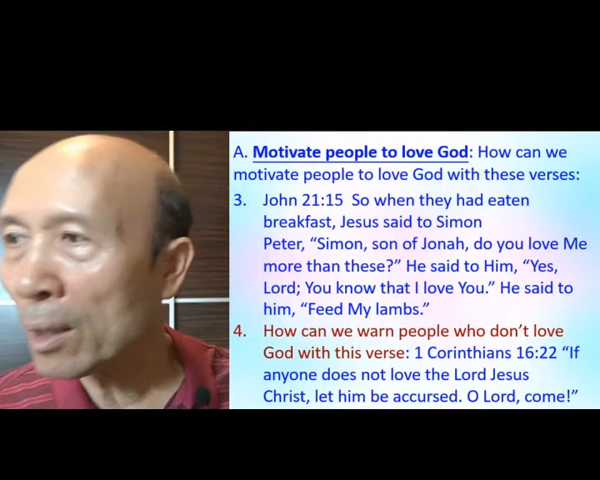 A. Motivate people to love God: How can we
motivate people to love God with these verses:
3. John 21:15 So when they had eaten
breakfast, Jesus said to Simon
Peter, “Simon, son of Jonah, do you love Me
more than these?” He said to Him, “Yes,
Lord; You know that I love You.” He said to
him, “Feed My lambs.”
4. How can we warn people who don’t love
God with this verse: 1 Corinthians 16:22 “If
anyone does not love the Lord Jesus
Christ, let him be accursed. O Lord, come!”